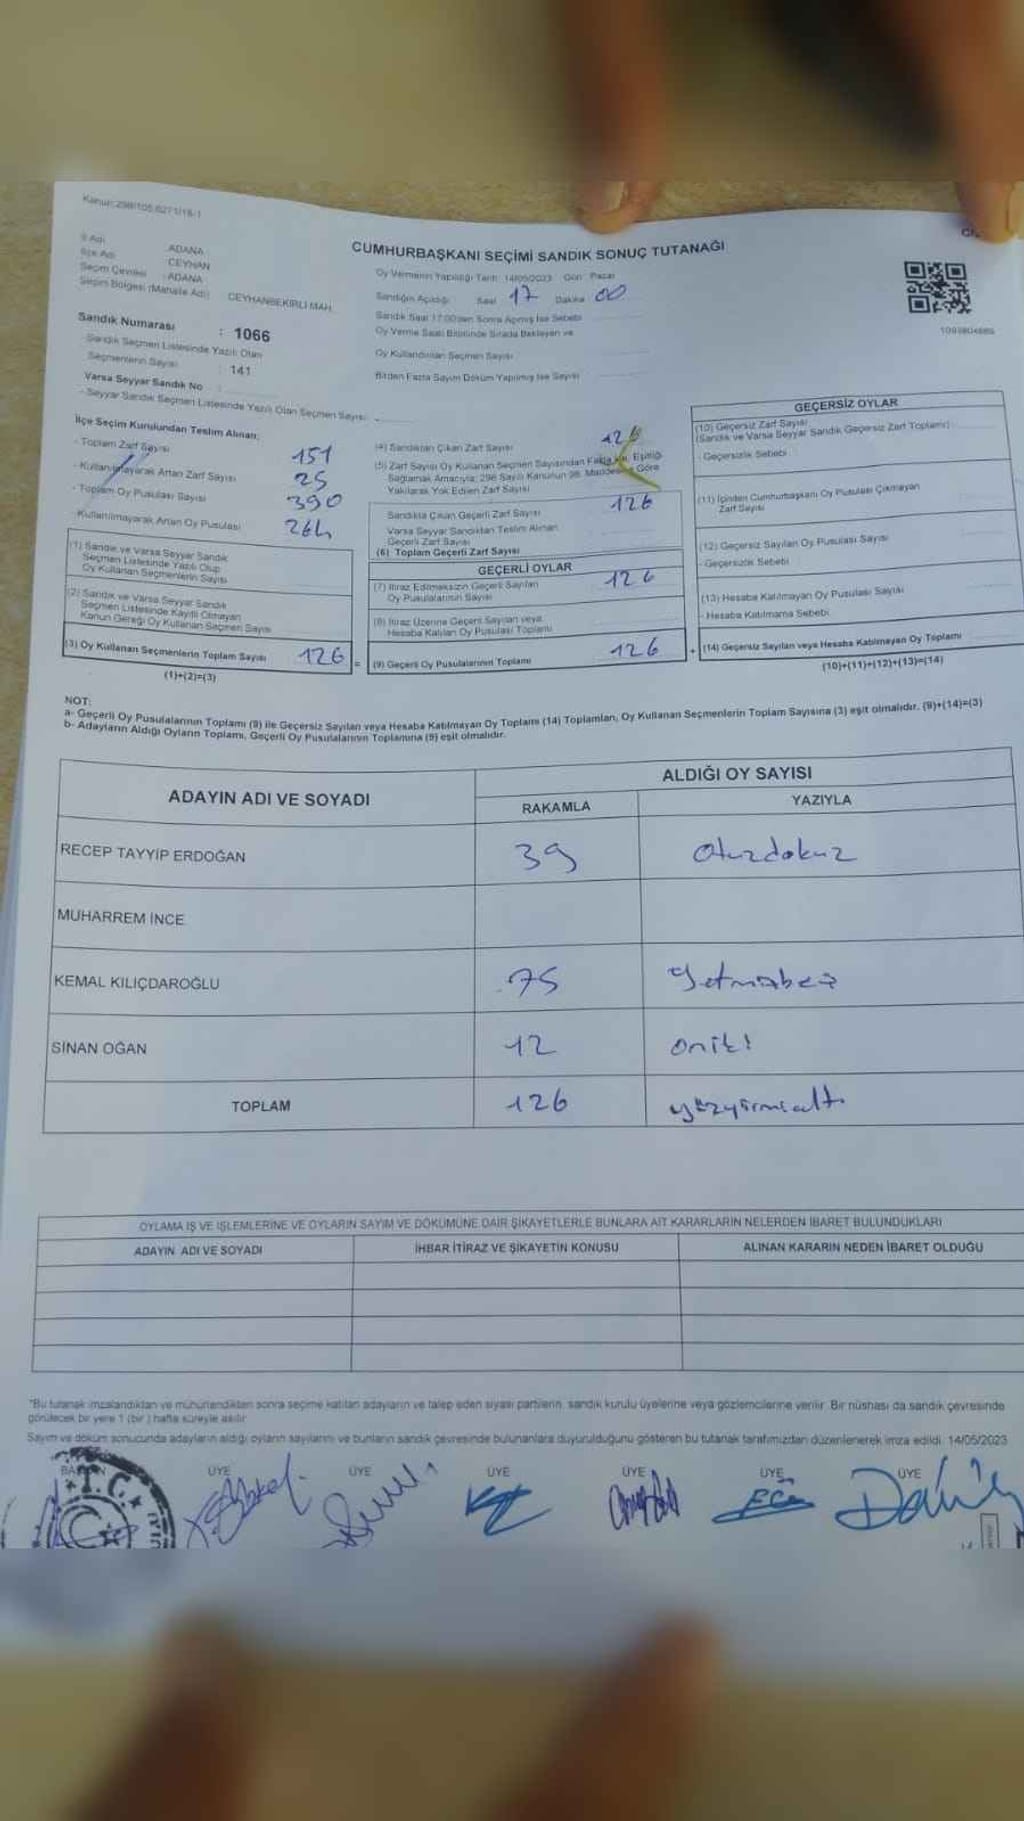 Kanun: 298/105,6271/16-1
CUMHURBAŞKANI SEÇİMİ SANDIK SONUÇ TUTANAĞI
İl Adı ADANA
İlçe Adı CEYHAN
Seçim Çevresi : ADANA
Seçim Bölgesi (Mahalle Adı) CEYHANBEKİRLİ MAH.
Sandık Numarası : 1066
Sandık Seçmen Listesinde Yazılı Olan
Seçmenlerin Sayısı : 141
Varsa Seyyar Sandık No
- Seyyar Sandık Seçmen Listesinde Yazılı Olan Seçmen Sayısı
Oy Vermenin Yapıldığı Tarih: 14/05/2023 Gün: Pazar
Sandığın Açıldığı Saat 17 Dakika 00
Sandık Saat 17:00'den Sonra Açılmış İse Sebebi
Oy Verme Saati Bitiminde Sırada Bekleyen ve
Oy Kullandırılan Seçmen Sayısı
Birden Fazla Sayım Döküm Yapılmış İse Sayısı
İlçe Seçim Kurulundan Teslim Alınan;
- Toplam Zarf Sayısı 151
- Kullanılmayarak Artan Zarf Sayısı 25
- Toplam Oy Pusulası Sayısı 390
- Kullanılmayarak Artan Oy Pusulası 264
(1) Sandık ve Varsa Seyyar Sandık
Seçmen Listesinde Yazılı Olup
Oy Kullanan Seçmenlerin Sayısı
(2) Sandık ve Varsa Seyyar Sandık
Seçmen Listesinde Kayıtlı Olmayan
Kanun Gereği Oy Kullanan Seçmen Sayısı
(3) Oy Kullanan Seçmenlerin Toplam Sayısı 126 =
(1)+(2)=(3)
(4) Sandıktan Çıkan Zarf Sayısı 126
(5) Zarf Sayısı Oy Kullanan Seçmen Sayısından Fazla İse, Eşitliği
Sağlamak Amacıyla; 298 Sayılı Kanunun 98. Maddesine Göre
Yakılarak Yok Edilen Zarf Sayısı
Sandıkta Çıkan Geçerli Zarf Sayısı 126
Varsa Seyyar Sandıktan Teslim Alınan
Geçerli Zarf Sayısı
(6) Toplam Geçerli Zarf Sayısı
GEÇERLİ OYLAR
(7) İtiraz Edilmeksizin Geçerli Sayılan 126
Oy Pusulalarının Sayısı
(8) İtiraz Üzerine Geçerli Sayılan veya
Hesaba Katılan Oy Pusulası Toplamı
(9) Geçerli Oy Pusulalarının Toplamı 126 +
1099804665
GEÇERSİZ OYLAR
(10) Geçersiz Zarf Sayısı
(Sandık ve Varsa Seyyar Sandık Geçersiz Zarf Toplamı)
- Geçersizlik Sebebi
(11) İçinden Cumhurbaşkanı Oy Pusulası Çıkmayan
Zarf Sayısı
(12) Geçersiz Sayılan Oy Pusulası Sayısı
- Geçersizlik Sebebi
(13) Hesaba Katılmayan Oy Pusulası Sayısı
- Hesaba Katılmama Sebebi
(14) Geçersiz Sayılan veya Hesaba Katılmayan Oy Toplamı
(10)+(11)+(12)+(13)=(14)
NOT:
a- Geçerli Oy Pusulalarının Toplamı (9) ile Geçersiz Sayılan veya Hesaba Katılmayan Oy Toplamı (14) Toplamları, Oy Kullanan Seçmenlerin Toplam Sayısına (3) eşit olmalıdır. (9)+(14)=(3)
b- Adayların Aldığı Oyların Toplamı, Geçerli Oy Pusulalarının Toplamına (9) eşit olmalıdır.
ADAYIN ADI VE SOYADI
ALDIĞI OY SAYISI
RAKAMLA YAZIYLA
RECEP TAYYİP ERDOĞAN 39 Otuzdokuz
MUHARREM İNCE
KEMAL KILIÇDAROĞLU 75 Yetmişbeş
SİNAN OĞAN 12 oniki
TOPLAM 126 yüzyirmialtı
OYLAMA İŞ VE İŞLEMLERİNE VE OYLARIN SAYIM VE DÖKÜMÜNE DAİR ŞİKAYETLERLE BUNLARA AİT KARARLARIN NELERDEN İBARET BULUNDUKLARI
ADAYIN ADI VE SOYADI İHBAR İTİRAZ VE ŞİKAYETİN KONUSU ALINAN KARARIN NEDEN İBARET OLDUĞU
*Bu tutanak imzalandıktan ve mühürlendikten sonra seçime katılan adayların ve talep eden siyasi partilerin, sandık kurulu üyelerine veya gözlemcilerine verilir. Bir nüshası da sandık çevresinde
görülecek bir yere 1 (bir) hafta süreyle asılır.
Sayım ve döküm sonucunda adayların aldığı oyların sayılarını ve bunların sandık çevresinde bulunanlara duyurulduğunu gösteren bu tutanak tarafımızdan düzenlenerek imza edildi. 14/05/2023
BAŞKAN ÜYE ÜYE ÜYE ÜYE ÜYE ÜYE
T.C.